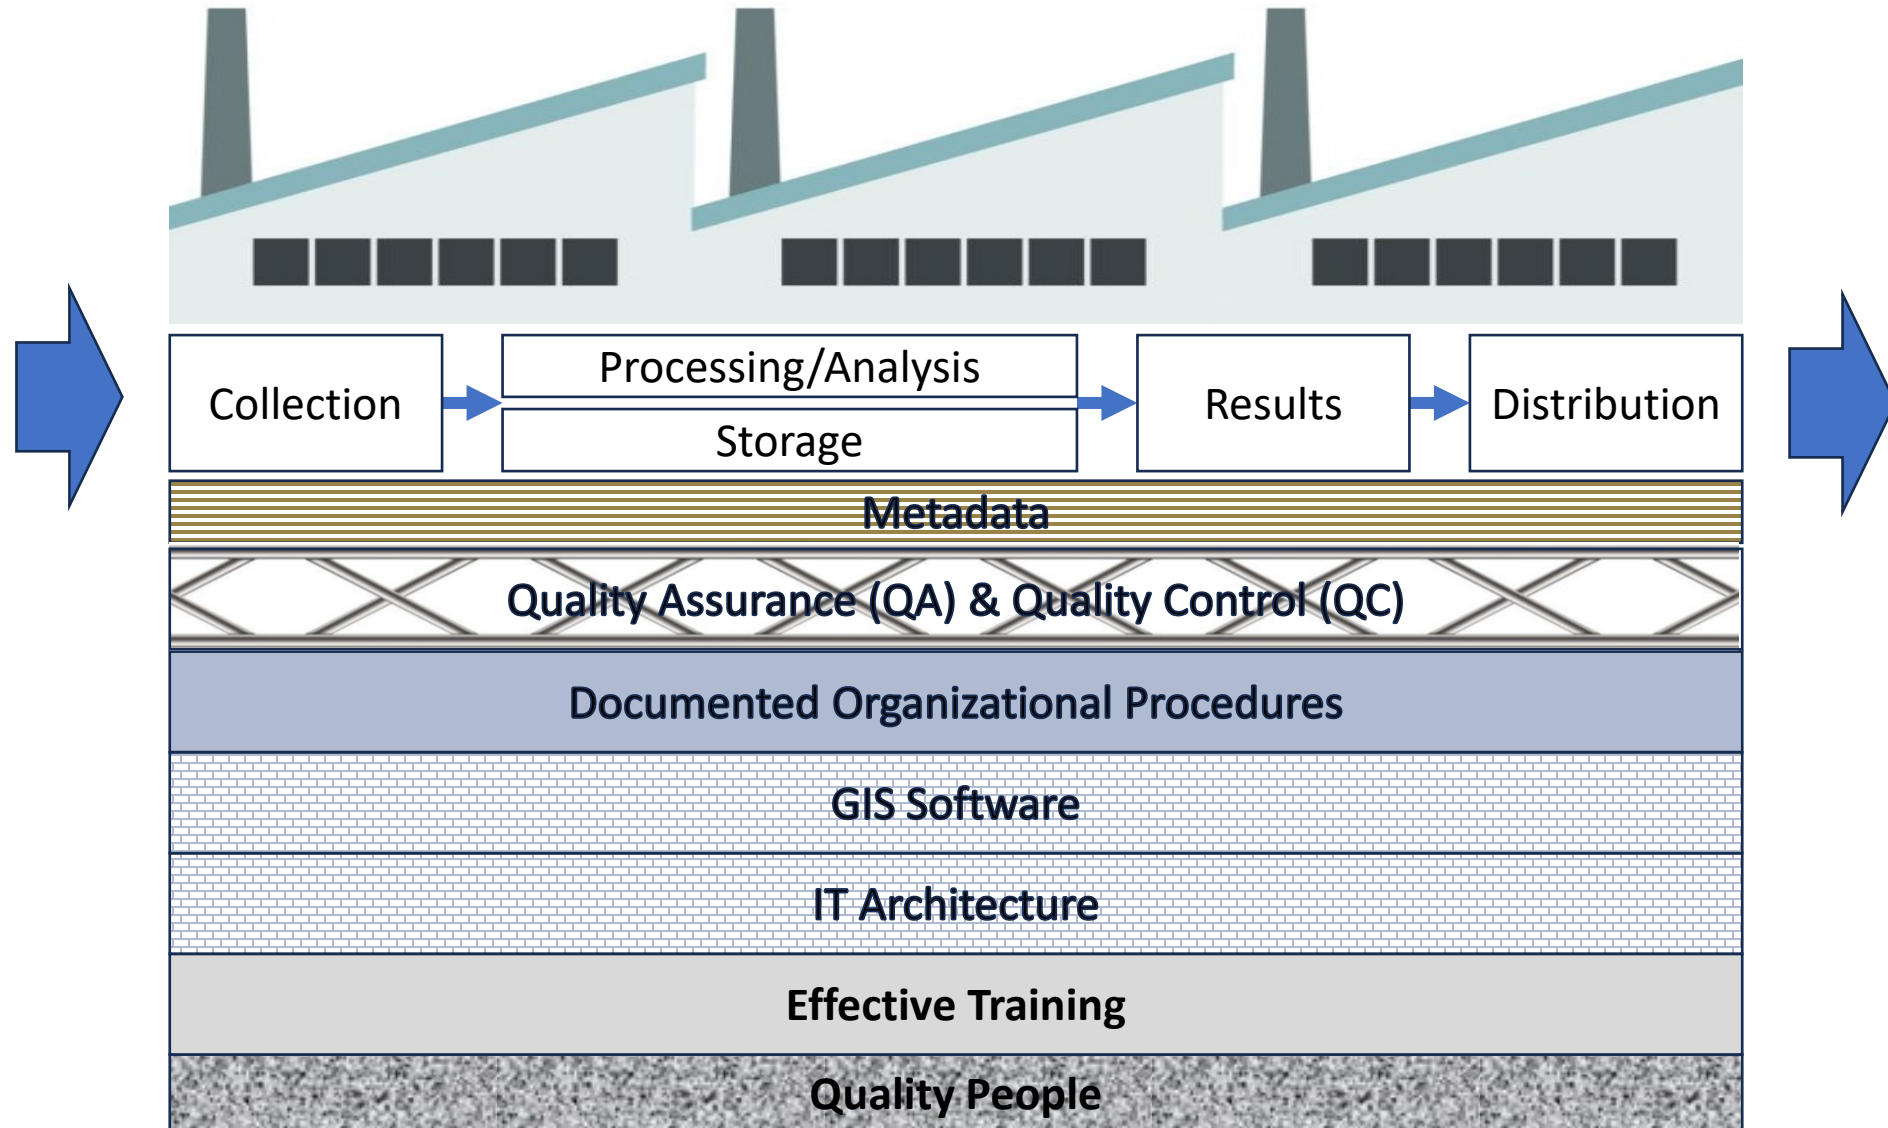 Collection
Processing/Analysis
Storage
Results
Distribution
Metadata
Quality Assurance (QA) & Quality Control (QC)
Documented Organizational Procedures
GIS Software
IT Architecture
Effective Training
Quality People